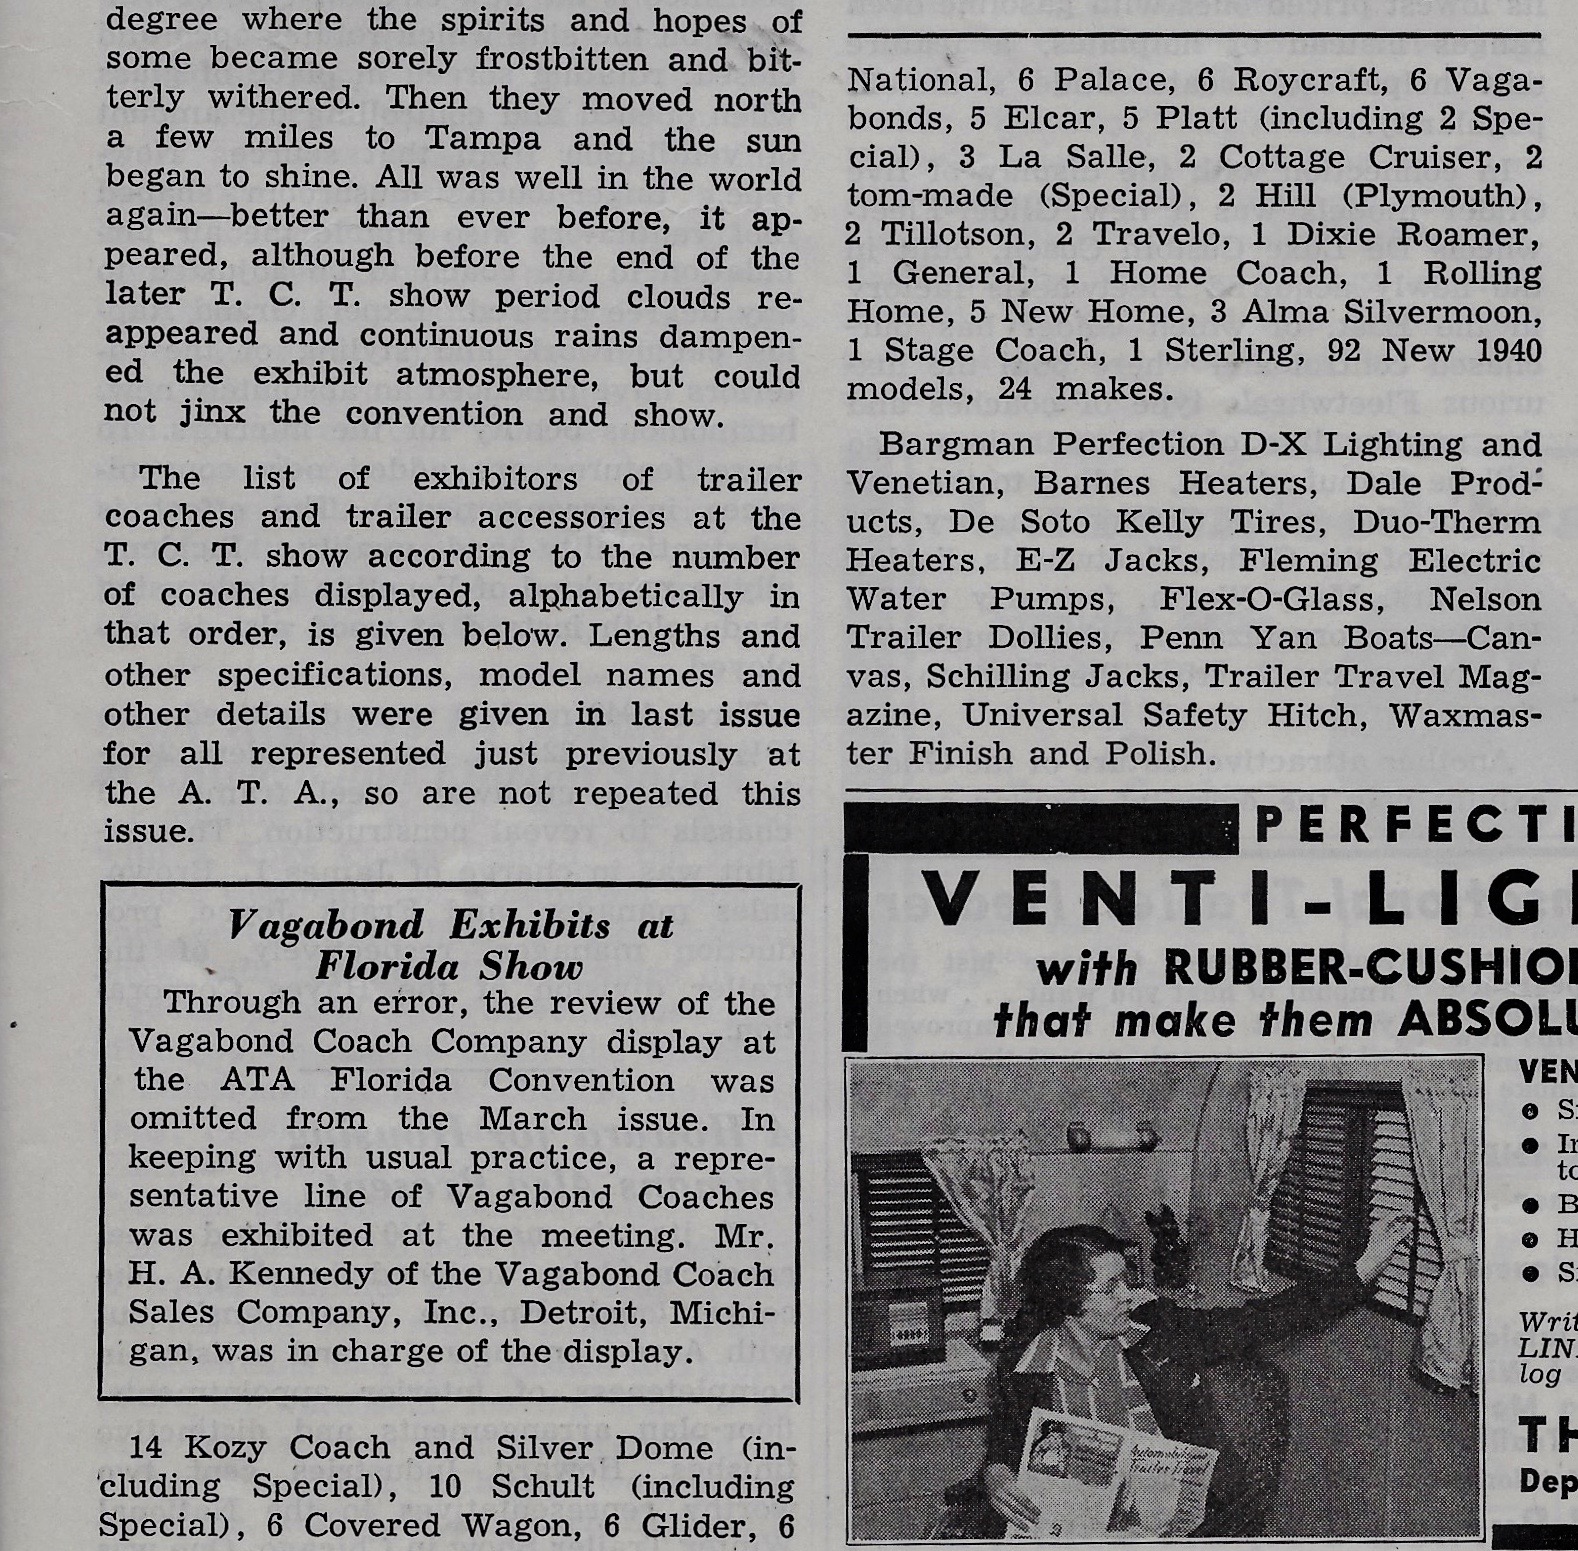 degree where the spirits and hopes of
some became sorely frostbitten and bit-
terly withered. Then they moved north
a few miles to Tampa and the sun
began to shine. All was well in the world
again—better than ever before, it ap-
peared, although before the end of the
later T. C. T. show period clouds re-
appeared and continuous rains dampen-
ed the exhibit atmosphere, but could
not jinx the convention and show.
The list of exhibitors of trailer
coaches and trailer accessories at the
T. C. T. show according to the number
of coaches displayed, alphabetically in
that order, is given below. Lengths and
other specifications, model names and
other details were given in last issue
for all represented just previously at
the A. T. A., so are not repeated this
issue.
Vagabond Exhibits at
Florida Show
Through an error, the review of the
Vagabond Coach Company display at
the ATA Florida Convention was
omitted from the March issue. In
keeping with usual practice, a repre-
sentative line of Vagabond Coaches
was exhibited at the meeting. Mr.
H. A. Kennedy of the Vagabond Coach
Sales Company, Inc., Detroit, Michi-
gan, was in charge of the display.
14 Kozy Coach and Silver Dome (in-
cluding Special), 10 Schult (including
Special), 6 Covered Wagon, 6 Glider, 6
National, 6 Palace, 6 Roycraft, 6 Vaga-
bonds, 5 Elcar, 5 Platt (including 2 Spe-
cial), 3 La Salle, 2 Cottage Cruiser, 2
tom-made (Special), 2 Hill (Plymouth),
2 Tillotson, 2 Travelo, 1 Dixie Roamer,
1 General, 1 Home Coach, 1 Rolling
Home, 5 New Home, 3 Alma Silvermoon,
1 Stage Coach, 1 Sterling, 92 New 1940
models, 24 makes.
Bargman Perfection D-X Lighting and
Venetian, Barnes Heaters, Dale Prod-
ucts, De Soto Kelly Tires, Duo-Therm
Heaters, E-Z Jacks, Fleming Electric
Water Pumps, Flex-O-Glass, Nelson
Trailer Dollies, Penn Yan Boats—Can-
vas, Schilling Jacks, Trailer Travel Mag-
azine, Universal Safety Hitch, Waxmas-
ter Finish and Polish.
PERFECTI
VENTI-LIG
with RUBBER-CUSHIO
that make them ABSOLU
Automobile and
Trailer Travel
VEN
• S
• I
to
• B
• H
• S
Writ
LIN
log
TH
Dep